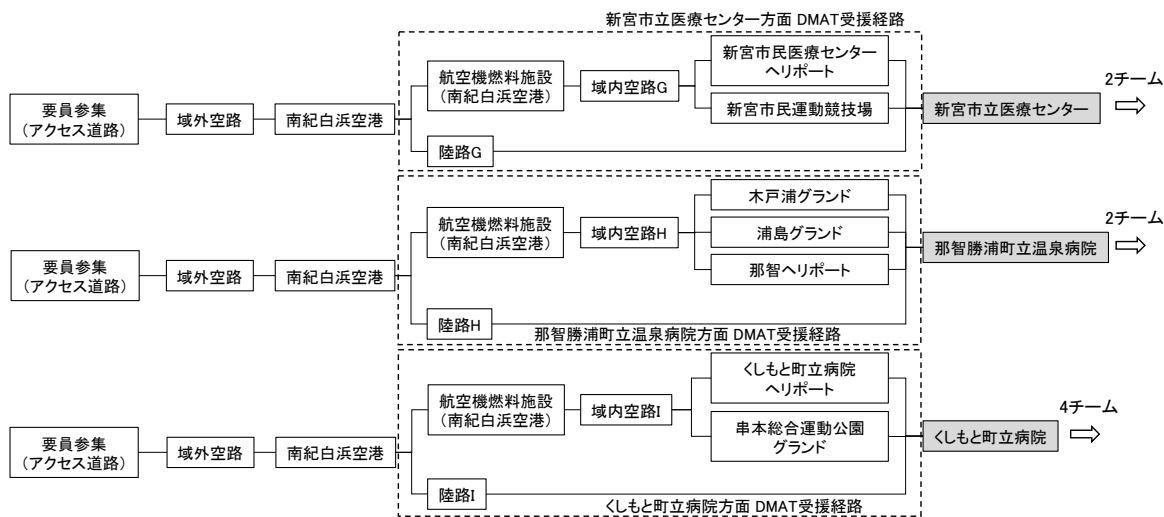 新宮市立医療センター方面 DMAT受援経路
要員参集
(アクセス道路)
域外空路
南紀白浜空港
航空機燃料施設
(南紀白浜空港)
域内空路G
新宮市民医療センター
ヘリポート
新宮市民運動競技場
陸路G
新宮市立医療センター
2チーム
要員参集
(アクセス道路)
域外空路
南紀白浜空港
航空機燃料施設
(南紀白浜空港)
域内空路H
木戸浦グランド
浦島グランド
那智ヘリポート
陸路H
那智勝浦町立温泉病院
2チーム
那智勝浦町立温泉病院方面 DMAT受援経路
要員参集
(アクセス道路)
域外空路
南紀白浜空港
航空機燃料施設
(南紀白浜空港)
域内空路I
くしもと町立病院
ヘリポート
串本総合運動公園
グランド
陸路I
くしもと町立病院
4チーム
くしもと町立病院方面 DMAT受援経路